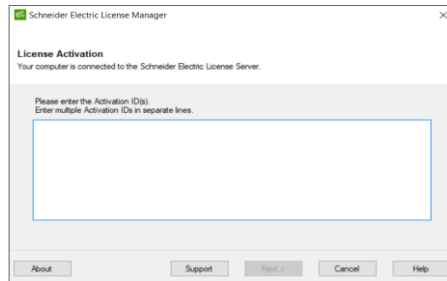 Schneider Electric License Manager
License Activation
Your computer is connected to the Schneider Electric License Server.
Please enter the Activation ID(s).
Enter multiple Activation IDs in separate lines.
About
Support
Next >
Cancel
Help